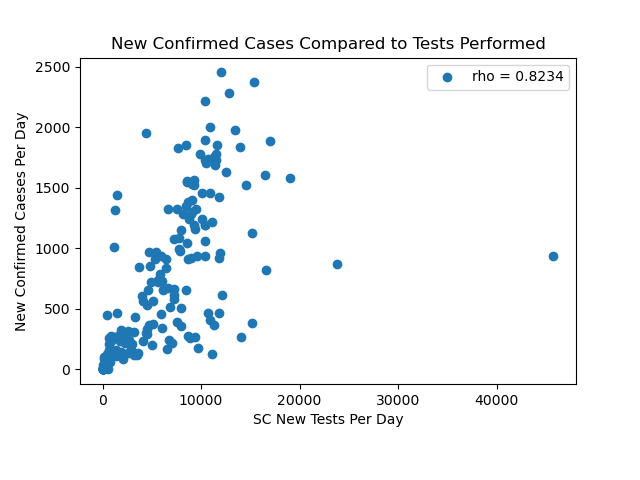 New Confirmed Cases Compared to Tests Performed
rho = 0.8234
New Confirmed Caeses Per Day
2500
2000
1500
1000
500
0
0
10000
20000
30000
40000
SC New Tests Per Day